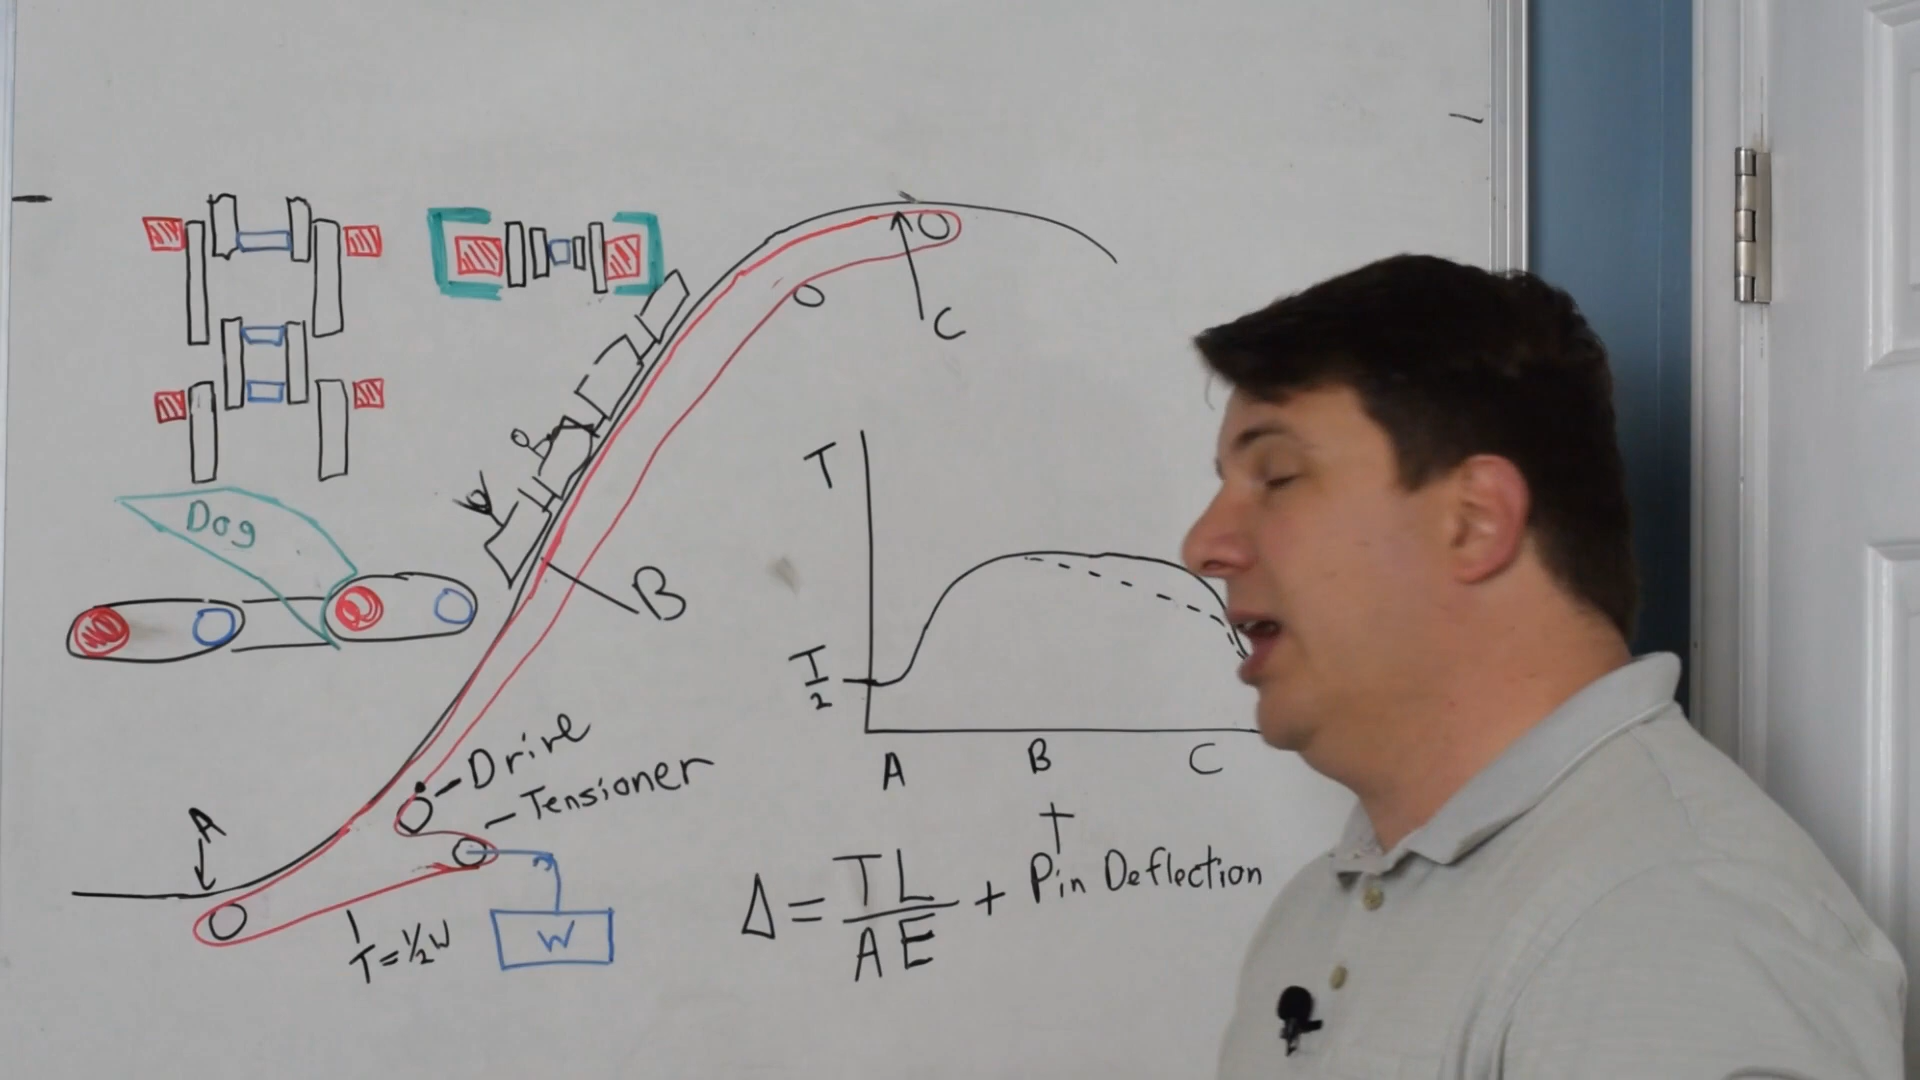 Dog
C
B
A
Drive
Tensioner
T=½W
W
T
T/2
A B C
Δ = TL/AE + Pin Deflection